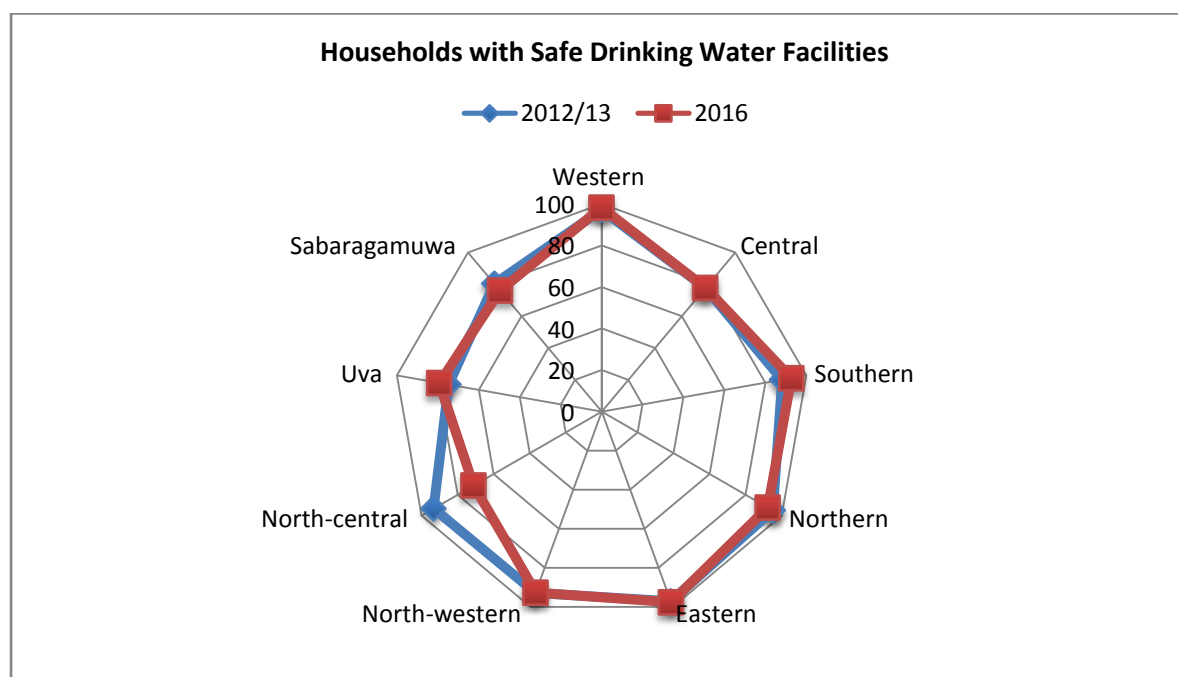 Households with Safe Drinking Water Facilities
2012/13 2016
Western
100
Sabaragamuwa Central
80
60
40
Uva 20 Southern
0
North-central Northern
North-western Eastern